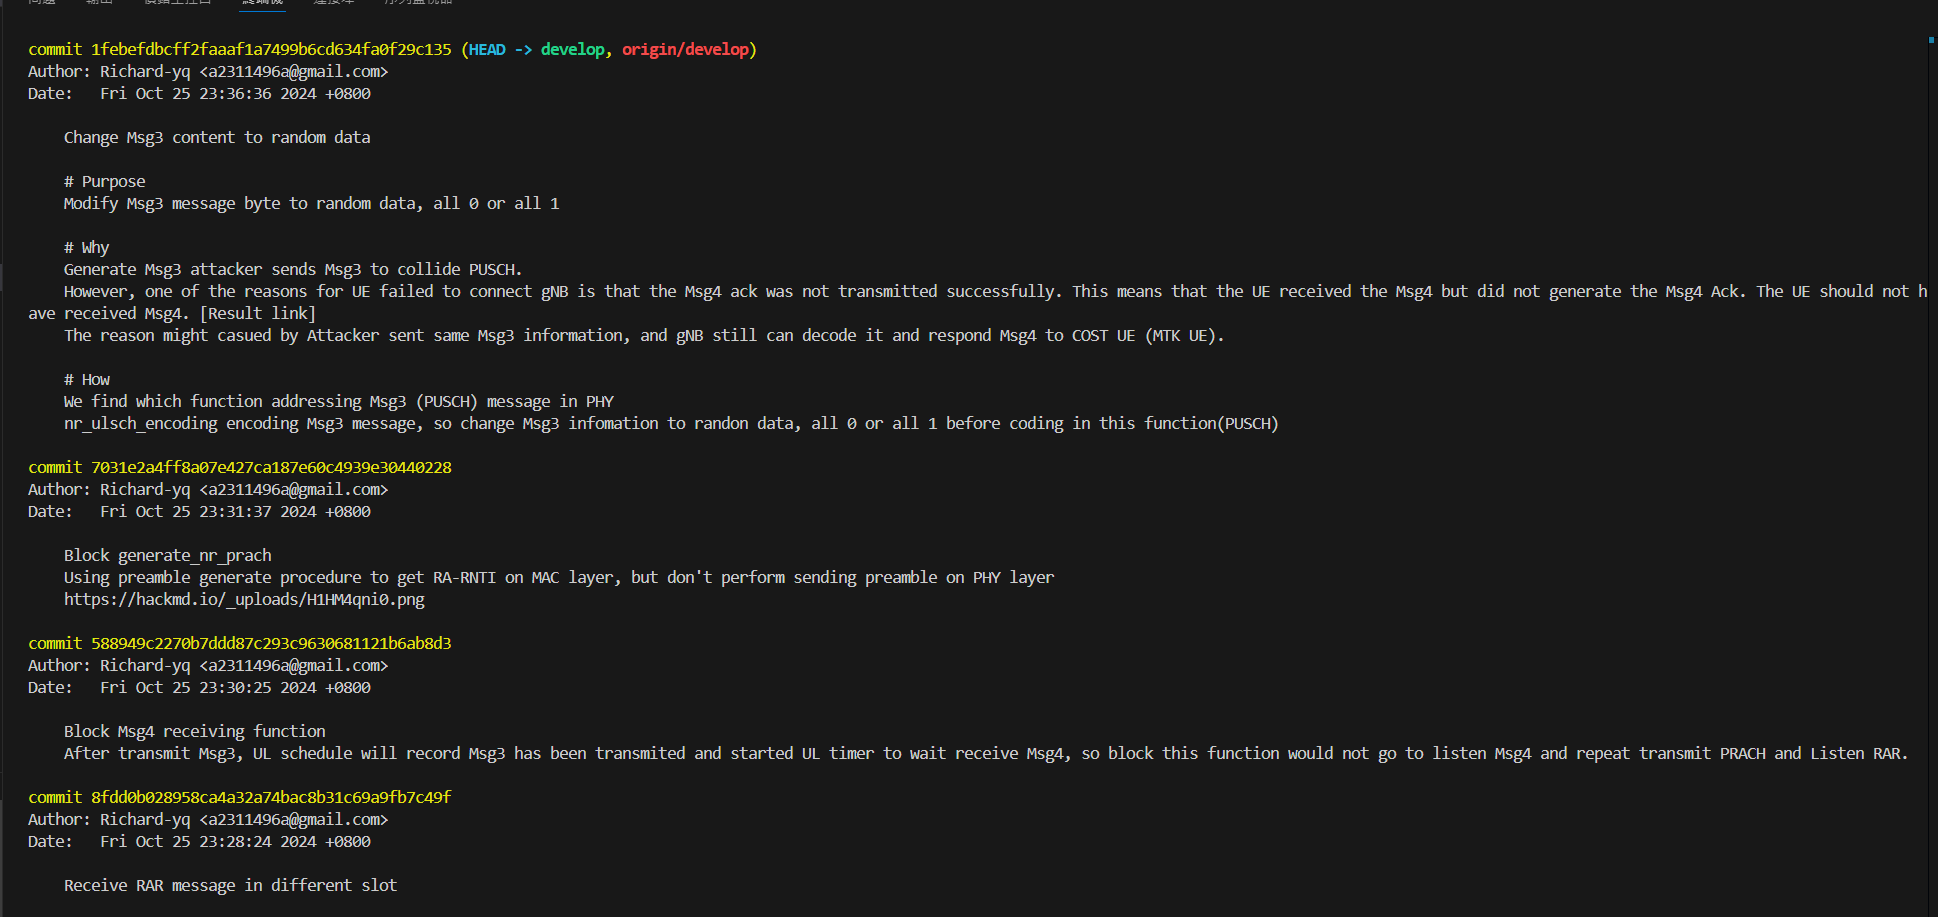 commit 1febefdbcff2faaaf1a7499b6cd634fa0f29c135 (HEAD -> develop, origin/develop)
Author: Richard-yq <a2311496a@gmail.com>
Date:   Fri Oct 25 23:36:36 2024 +0800
Change Msg3 content to random data
# Purpose
Modify Msg3 message byte to random data, all 0 or all 1
# Why
Generate Msg3 attacker sends Msg3 to collide PUSCH.
However, one of the reasons for UE failed to connect gNB is that the Msg4 ack was not transmitted successfully. This means that the UE received the Msg4 but did not generate the Msg4 Ack. The UE should not h
ave received Msg4. [Result link]
The reason might casued by Attacker sent same Msg3 information, and gNB still can decode it and respond Msg4 to COST UE (MTK UE).
# How
We find which function addressing Msg3 (PUSCH) message in PHY
nr_ulsch_encoding encoding Msg3 message, so change Msg3 infomation to randon data, all 0 or all 1 before coding in this function(PUSCH)
commit 7031e2a4ff8a07e427ca187e60c4939e30440228
Author: Richard-yq <a2311496a@gmail.com>
Date:   Fri Oct 25 23:31:37 2024 +0800
Block generate_nr_prach
Using preamble generate procedure to get RA-RNTI on MAC layer, but don't perform sending preamble on PHY layer
https://hackmd.io/_uploads/H1HM4qni0.png
commit 588949c2270b7ddd87c293c9630681121b6ab8d3
Author: Richard-yq <a2311496a@gmail.com>
Date:   Fri Oct 25 23:30:25 2024 +0800
Block Msg4 receiving function
After transmit Msg3, UL schedule will record Msg3 has been transmited and started UL timer to wait receive Msg4, so block this function would not go to listen Msg4 and repeat transmit PRACH and Listen RAR.
commit 8fdd0b028958ca4a32a74bac8b31c69a9fb7c49f
Author: Richard-yq <a2311496a@gmail.com>
Date:   Fri Oct 25 23:28:24 2024 +0800
Receive RAR message in different slot